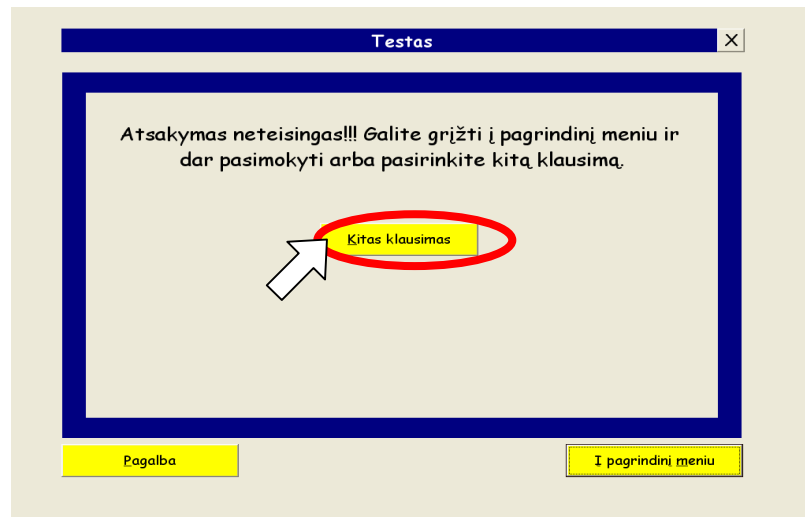 Testas
Atsakymas neteisingas!!! Galite grįžti į pagrindinį meniu ir
dar pasimokyti arba pasirinkite kitą klausimą.
Kitas klausimas
Pagalba
Į pagrindinį meniu